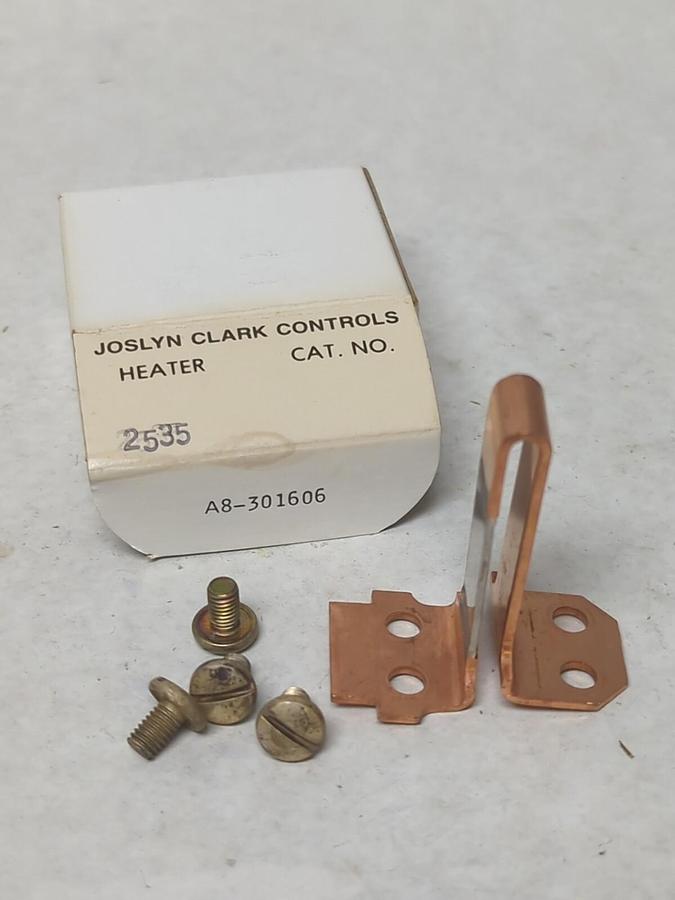 JOSLYN CLARK CONTROLS
HEATER CAT. NO.
2535
A8-301606